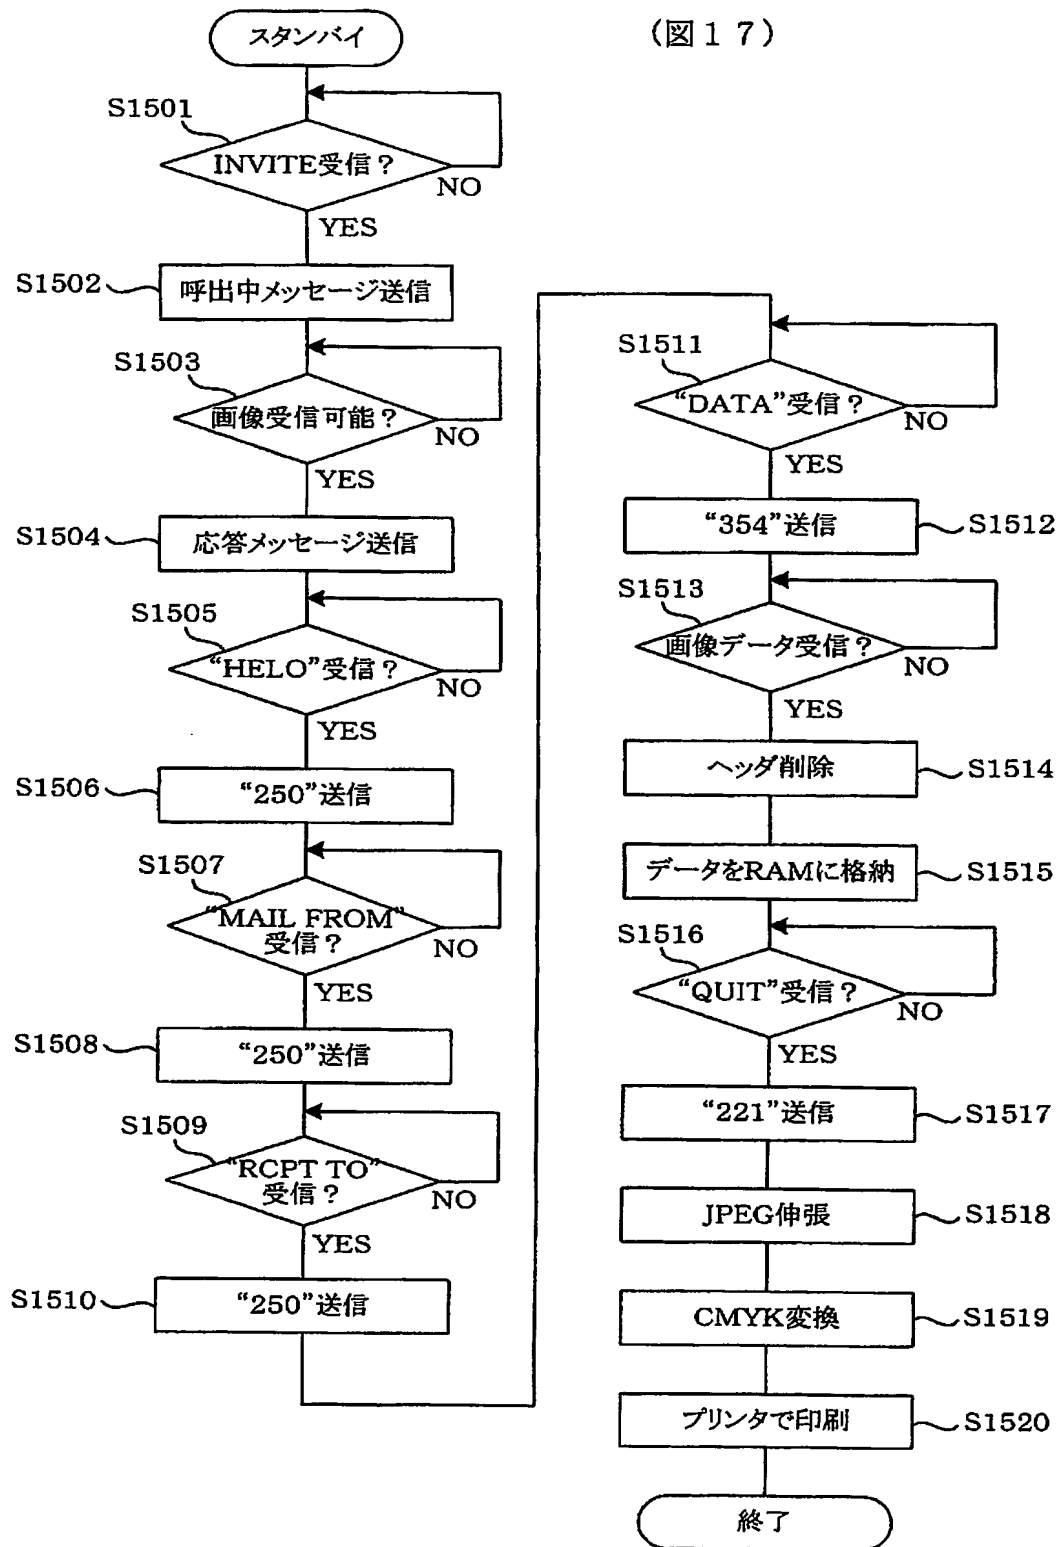 (図17)
スタンバイ
S1501
INVITE受信?
NO
YES
S1502
呼出中メッセージ送信
S1503
画像受信可能?
NO
YES
S1504
応答メッセージ送信
S1505
“HELO”受信?
NO
YES
S1506
“250”送信
S1507
“MAIL FROM”
受信?
NO
YES
S1508
“250”送信
S1509
“RCPT TO”
受信?
NO
YES
S1510
“250”送信
S1511
“DATA”受信?
NO
YES
“354”送信
S1512
S1513
画像データ受信?
NO
YES
ヘッダ削除
S1514
データをRAMに格納
S1515
S1516
“QUIT”受信?
NO
YES
“221”送信
S1517
JPEG伸張
S1518
CMYK変換
S1519
プリンタで印刷
S1520
終了